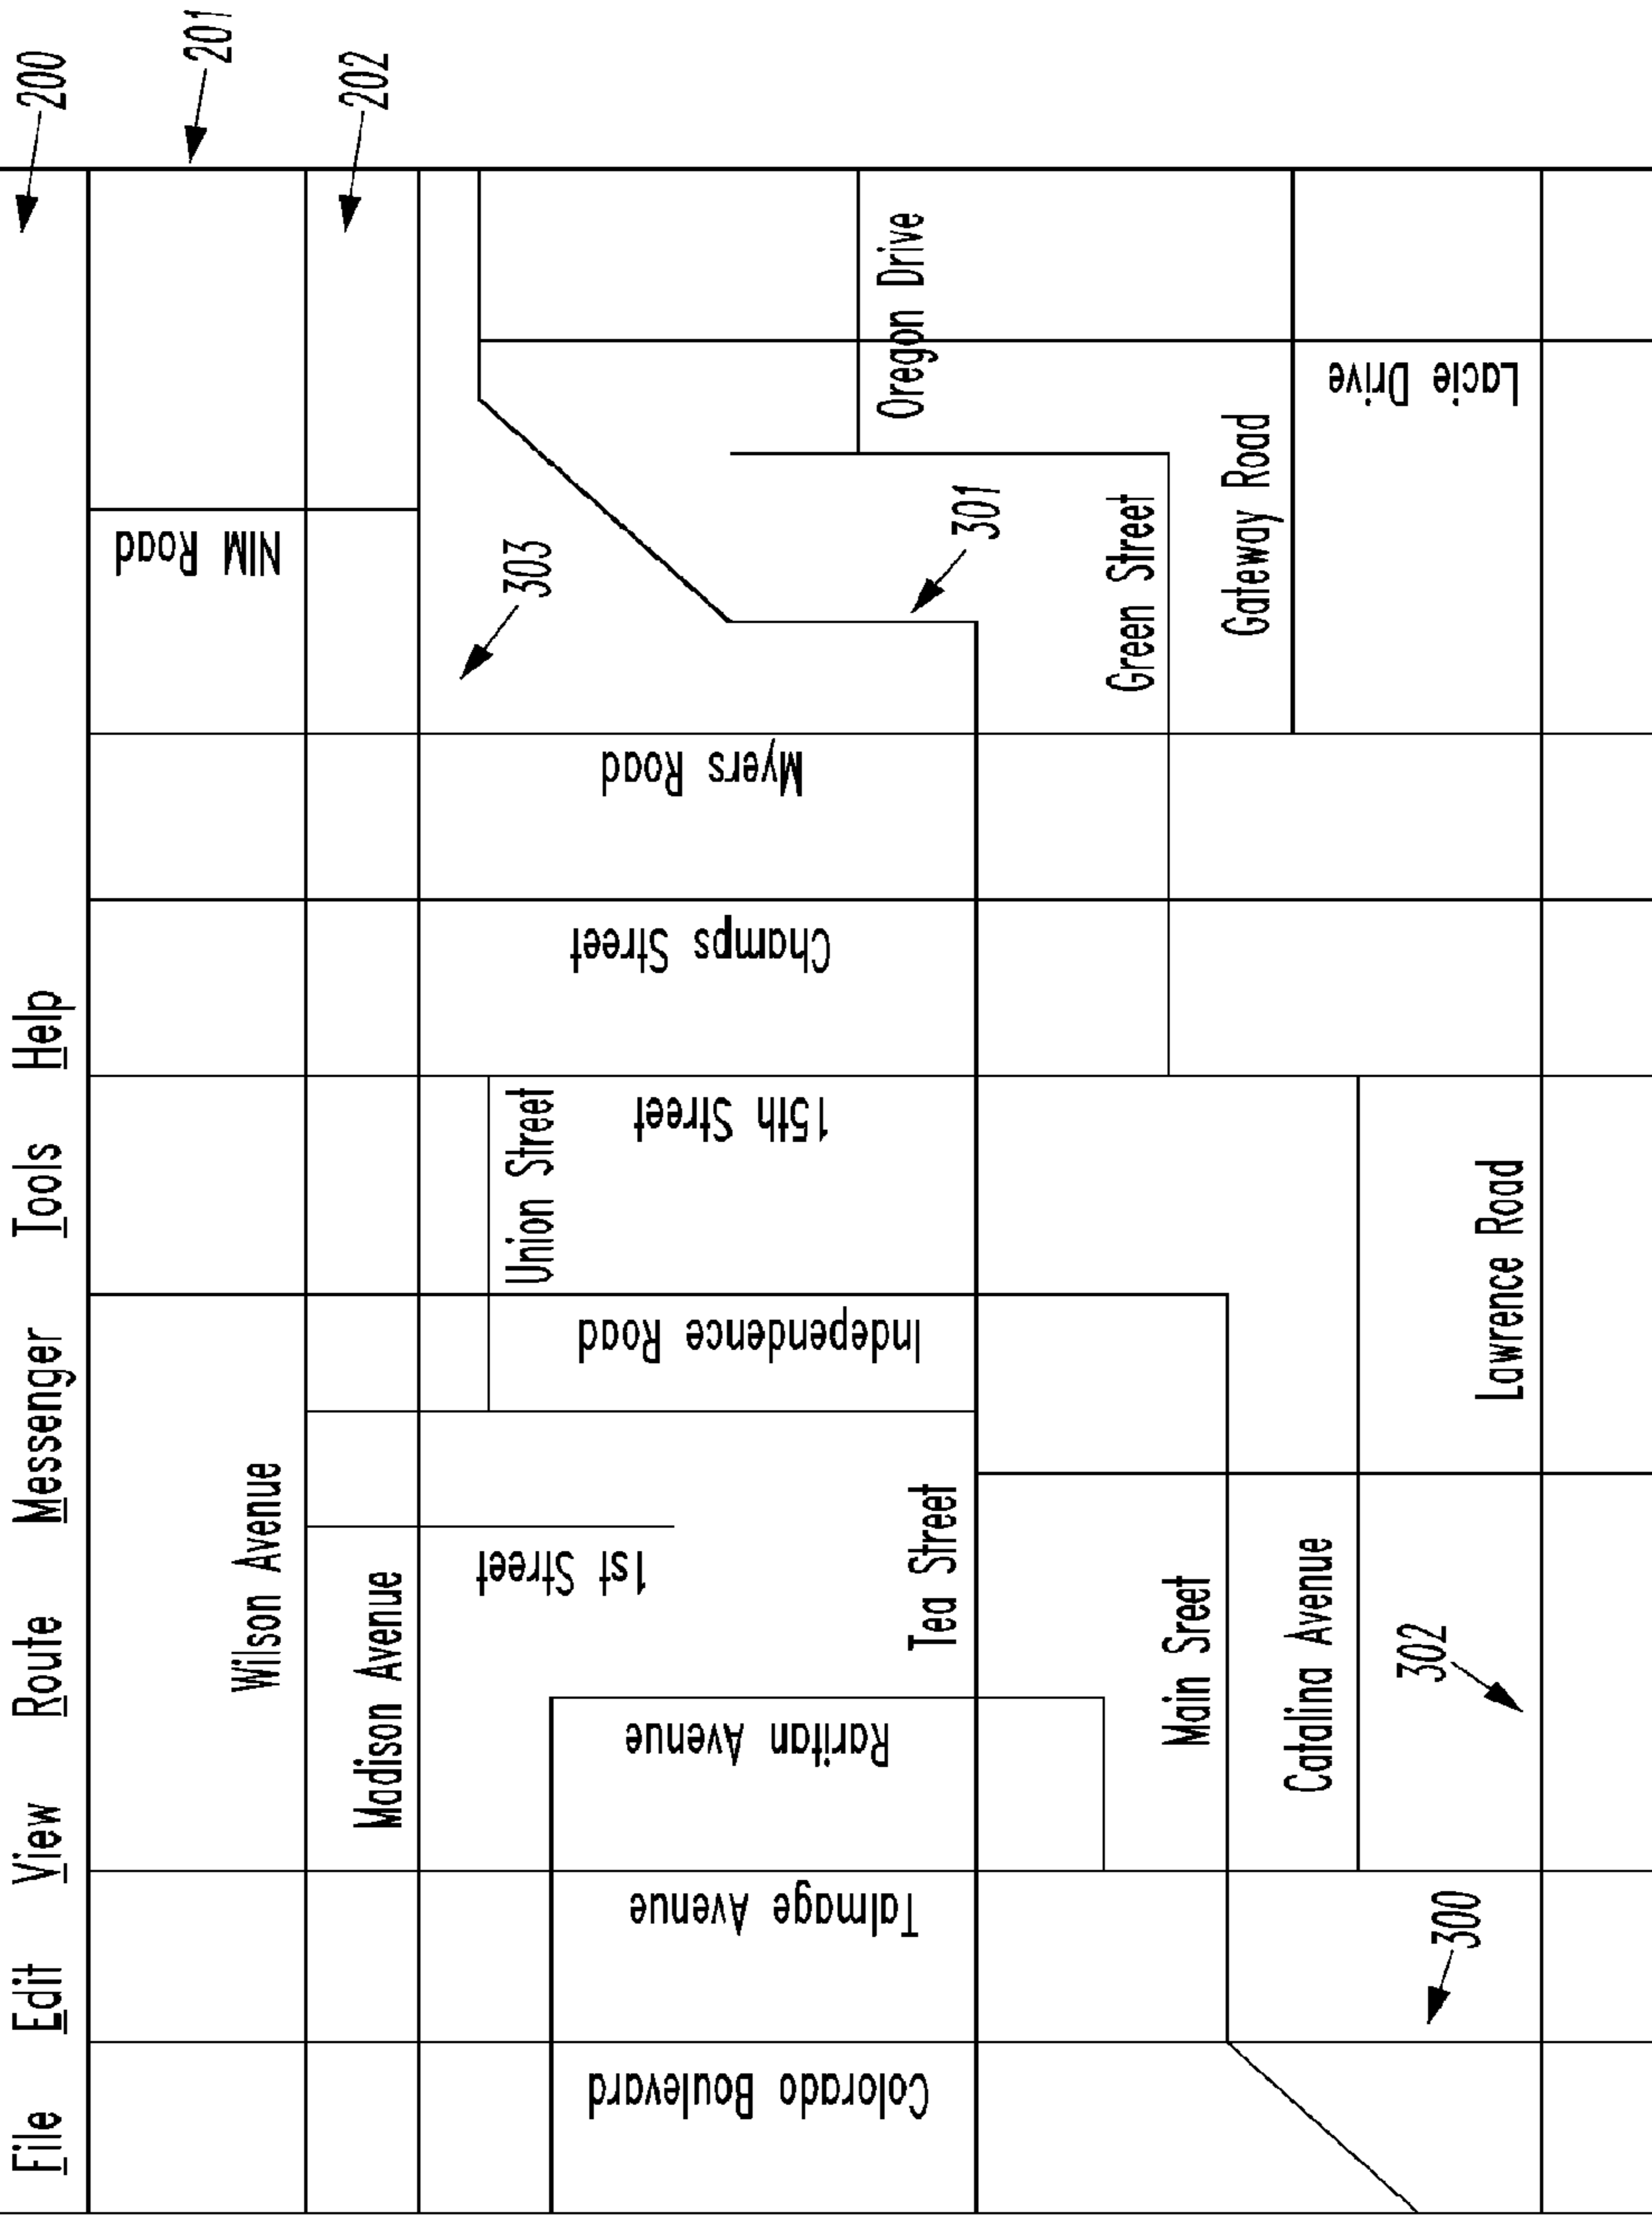 File Edit View Route Messenger Tools Help
200
201
202
NIM Road
Wilson Avenue
Madison Avenue
303
Union Street
1st Street
Colorado Boulevard
Talmage Avenue
Raritan Avenue
Independence Road
15th Street
Champs Street
Myers Road
Oregon Drive
Tea Street
301
Green Street
Main Sreet
Gateway Road
Catalina Avenue
Lacie Drive
300
302
Lawrence Road